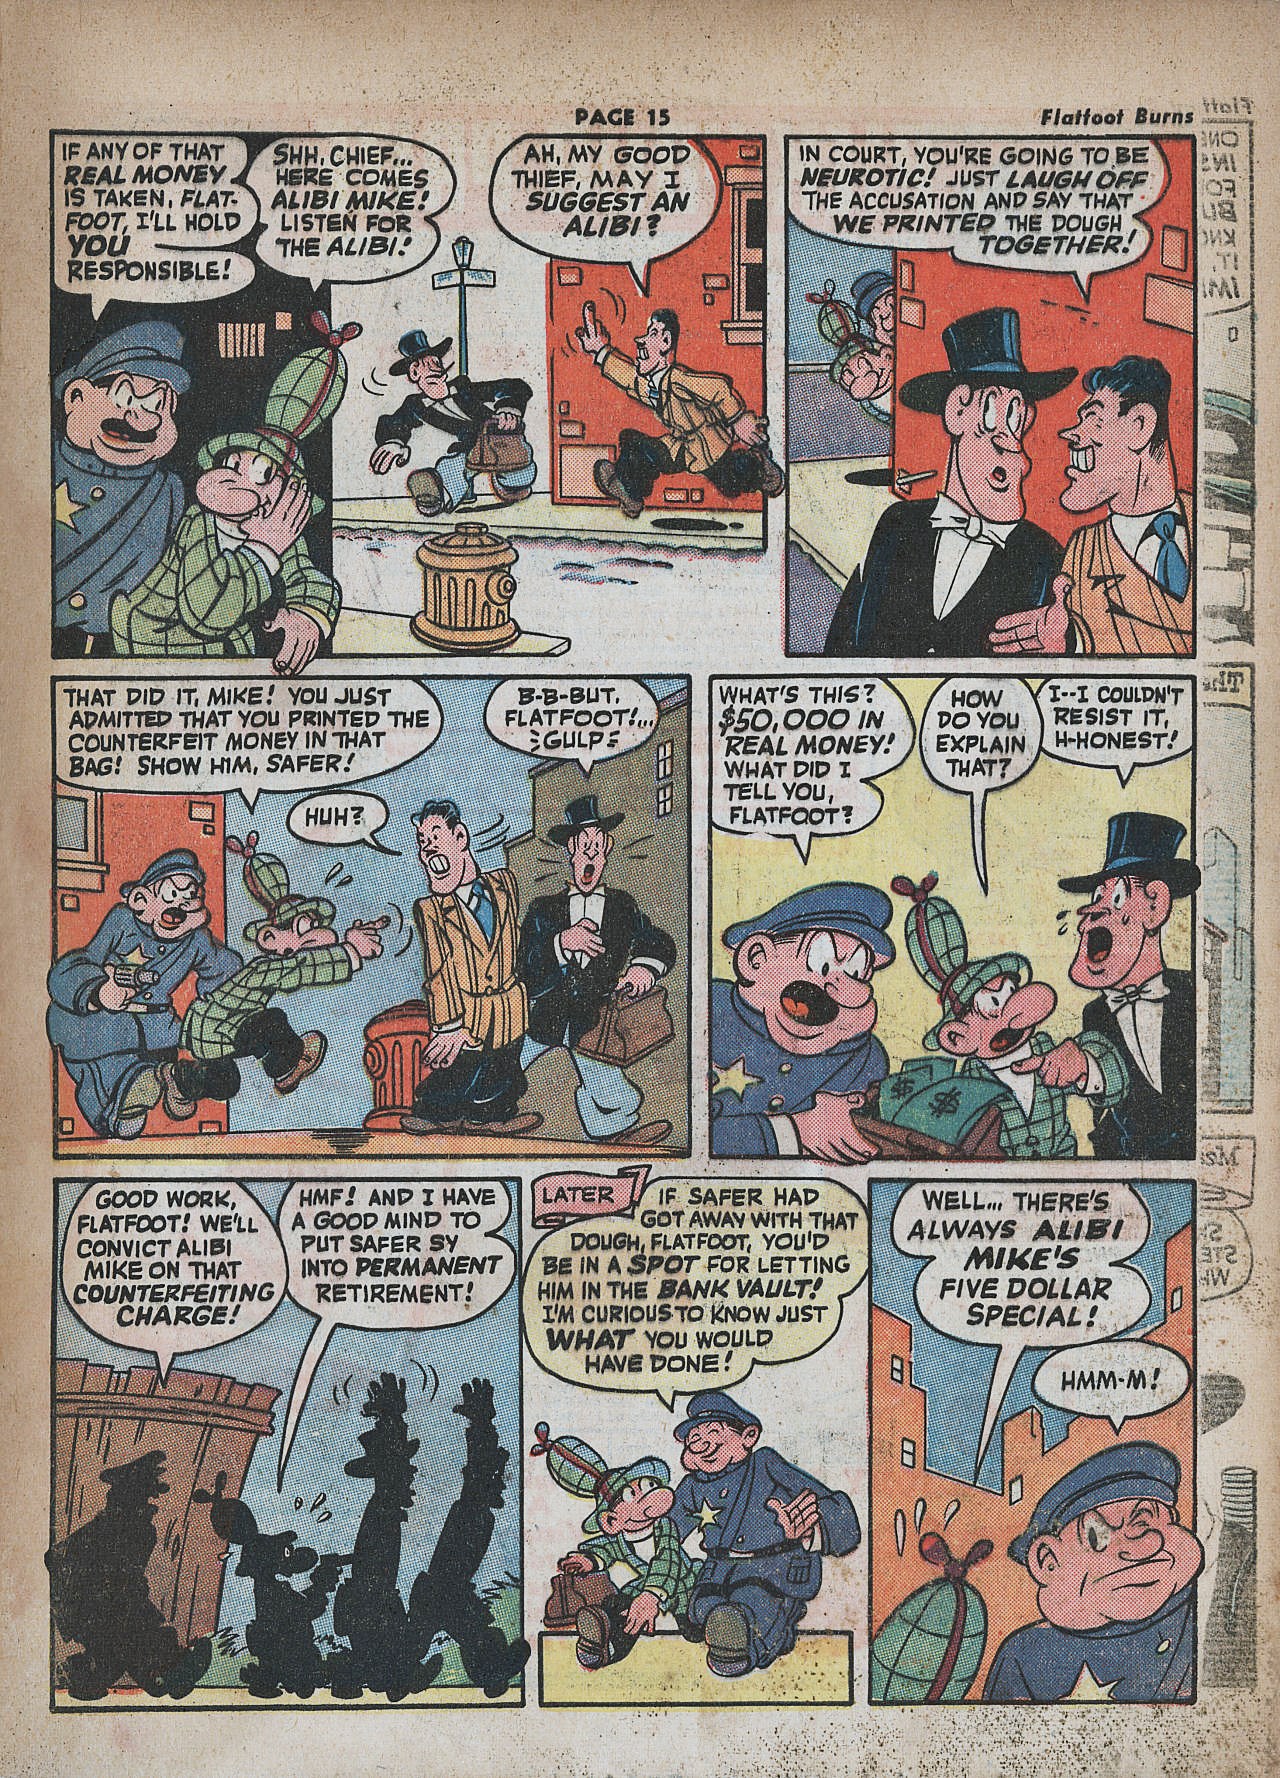 PAGE 15
Flatfoot Burns
IF ANY OF THAT
REAL MONEY
IS TAKEN, FLAT-
FOOT, I'LL HOLD
YOU
RESPONSIBLE!
SHH, CHIEF...
HERE COMES
ALIBI MIKE!
LISTEN FOR
THE ALIBI!
AH, MY GOOD
THIEF, MAY I
SUGGEST AN
ALIBI?
IN COURT, YOU'RE GOING TO BE
NEUROTIC! JUST LAUGH OFF
THE ACCUSATION AND SAY THAT
WE PRINTED THE DOUGH
TOGETHER!
THAT DID IT, MIKE! YOU JUST
ADMITTED THAT YOU PRINTED THE
COUNTERFEIT MONEY IN THAT
BAG! SHOW HIM, SAFER!
HUH?
B-B-BUT,
FLATFOOT!...
GULP
WHAT'S THIS?
$50,000 IN
REAL MONEY!
WHAT DID I
TELL YOU,
FLATFOOT?
HOW
DO YOU
EXPLAIN
THAT?
I--I COULDN'T
RESIST IT,
H-HONEST!
$ $
GOOD WORK,
FLATFOOT! WE'LL
CONVICT ALIBI
MIKE ON THAT
COUNTERFEITING
CHARGE!
HMF! AND I HAVE
A GOOD MIND TO
PUT SAFER SY
INTO PERMANENT
RETIREMENT!
LATER
IF SAFER HAD
GOT AWAY WITH THAT
DOUGH, FLATFOOT, YOU'D
BE IN A SPOT FOR LETTING
HIM IN THE BANK VAULT!
I'M CURIOUS TO KNOW JUST
WHAT YOU WOULD
HAVE DONE!
WELL... THERE'S
ALWAYS ALIBI
MIKE'S
FIVE DOLLAR
SPECIAL!
HMM-M!